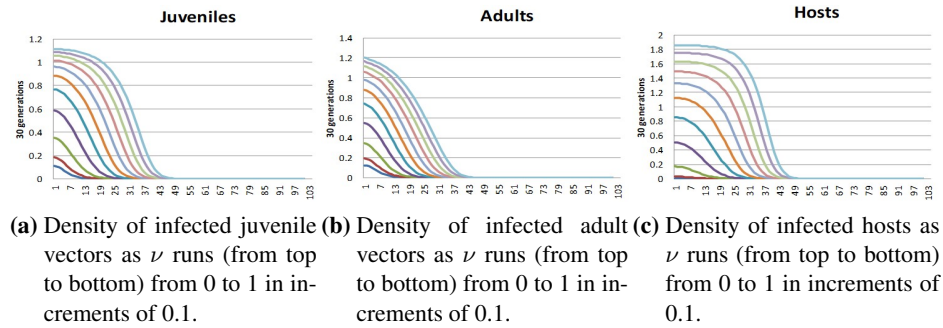 Juveniles
30 generations
1.2
1
0.8
0.6
0.4
0.2
0
1 7 13 19 25 31 37 43 49 55 61 67 73 79 85 91 97 103
(a) Density of infected juvenile
vectors as ν runs (from top
to bottom) from 0 to 1 in in-
crements of 0.1.
Adults
30 generations
1.4
1.2
1
0.8
0.6
0.4
0.2
0
1 7 13 19 25 31 37 43 49 55 61 67 73 79 85 91 97 103
(b) Density of infected adult
vectors as ν runs (from top
to bottom) from 0 to 1 in in-
crements of 0.1.
Hosts
30 generations
2
1.8
1.6
1.4
1.2
1
0.8
0.6
0.4
0.2
0
1 7 13 19 25 31 37 43 49 55 61 67 73 79 85 91 97 103
(c) Density of infected hosts as
ν runs (from top to bottom)
from 0 to 1 in increments of
0.1.